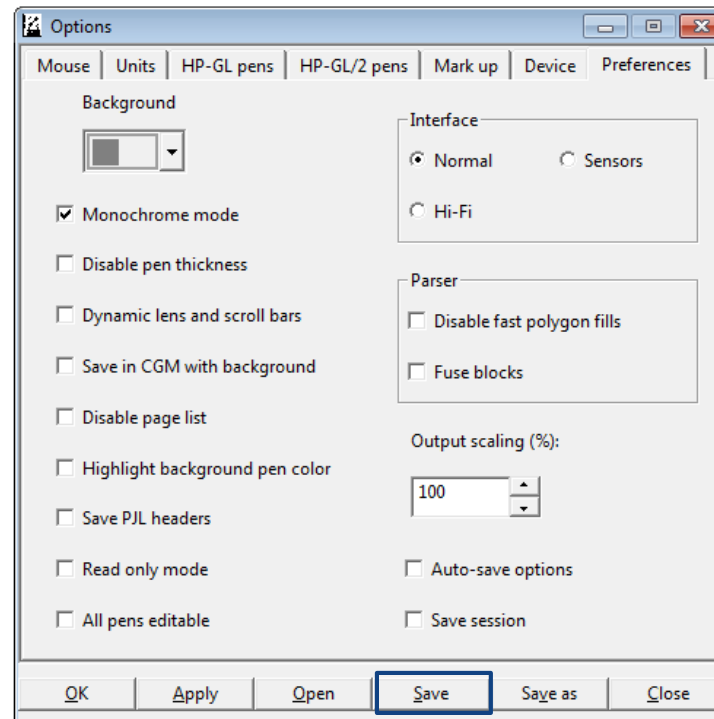 Options
Mouse Units HP-GL pens HP-GL/2 pens Mark up Device Preferences
Background
Monochrome mode
Disable pen thickness
Dynamic lens and scroll bars
Save in CGM with background
Disable page list
Highlight background pen color
Save PJL headers
Read only mode
All pens editable
Interface
Normal Sensors
Hi-Fi
Parser
Disable fast polygon fills
Fuse blocks
Output scaling (%):
100
Auto-save options
Save session
OK Apply Open Save Save as Close